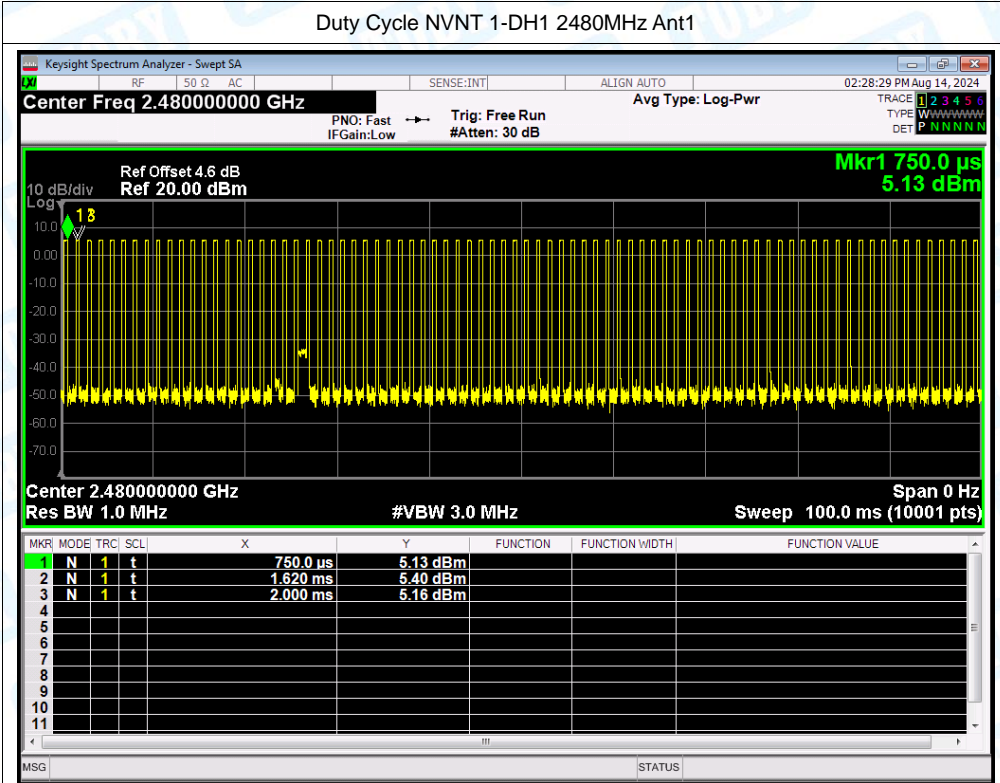 Duty Cycle NVNT 1-DH1 2480MHz Ant1
Keysight Spectrum Analyzer - Swept SA
LXI RF 50 Ω AC SENSE:INT ALIGN AUTO 02:28:29 PM Aug 14, 2024
Center Freq 2.480000000 GHz Avg Type: Log-Pwr TRACE 1 2 3 4 5 6
PNO: Fast Trig: Free Run TYPE WWWWWW
IFGain:Low #Atten: 30 dB DET P N N N N N
Mkr1 750.0 µs
Ref Offset 4.6 dB
10 dB/div Ref 20.00 dBm 5.13 dBm
Log
10.0
0.00
-10.0
-20.0
-30.0
-40.0
-50.0
-60.0
-70.0
Center 2.480000000 GHz Span 0 Hz
Res BW 1.0 MHz #VBW 3.0 MHz Sweep 100.0 ms (10001 pts)
MKR MODE TRC SCL X Y FUNCTION FUNCTION WIDTH FUNCTION VALUE
1 N 1 t 750.0 µs 5.13 dBm
2 N 1 t 1.620 ms 5.40 dBm
3 N 1 t 2.000 ms 5.16 dBm
4
5
6
7
8
9
10
11
MSG STATUS